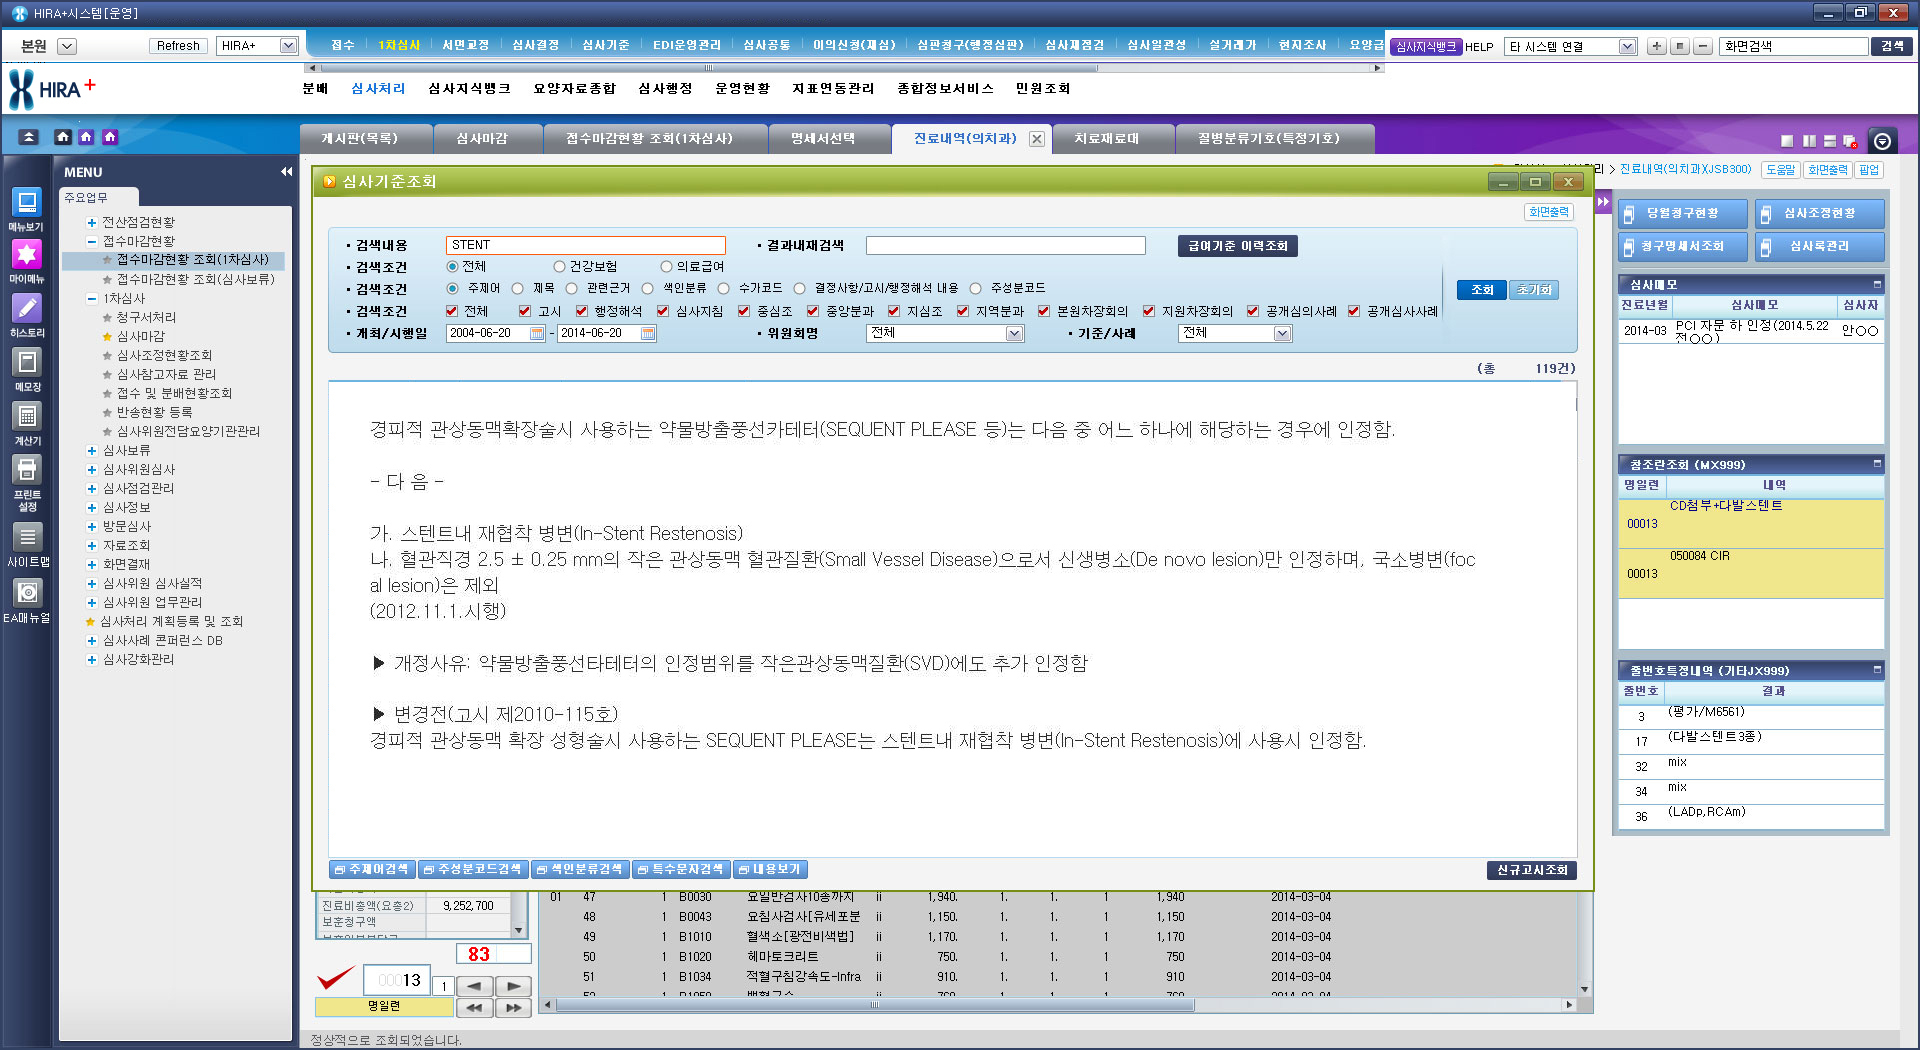 HIRA+시스템[운영]
본원 Refresh HIRA+ 접수 1차심사 서면교정 심사결정 심사기준 EDI운영관리 심사공통 이의신청(재심) 심판청구(행정심판) 심사재점검 심사일관성 실거래가 현지조사 요양급 심사지식뱅크 HELP 타 시스템 연결 화면검색 검색
HIRA+ 분배 심사처리 심사지식뱅크 요양자료종합 심사행정 운영현황 지표연동관리 종합정보서비스 민원조회
게시판(목록) 심사마감 접수마감현황 조회(1차심사) 명세서선택 진료내역(의치과) 치료재료대 질병분류기호(특정기호)
> 진료내역(의치과)(JSB300) 도움말 화면출력 팝업
메뉴보기
마이메뉴
히스토리
메모장
계산기
프린트
설정
사이트맵
EA매뉴얼
MENU
주요업무
전산점검현황
접수마감현황
접수마감현황 조회(1차심사)
접수마감현황 조회(심사보류)
1차심사
청구서처리
심사마감
심사조정현황조회
심사참고자료 관리
접수 및 분배현황조회
반송현황 등록
심사위원전담요양기관관리
심사보류
심사위원심사
심사점검관리
심사정보
방문심사
자료조회
화면결재
심사위원 심사실적
심사위원 업무관리
심사처리 계획등록 및 조회
심사사례 콘퍼런스 DB
심사강화관리
심사기준조회
화면출력
검색내용 STENT 결과내재검색 급여기준 이력조회
검색조건 전체 건강보험 의료급여
검색조건 주제어 제목 관련근거 색인분류 수가코드 결정사항/고시/행정해석 내용 주성분코드 조회 초기화
검색조건 전체 고시 행정해석 심사지침 중심조 중앙분과 지심조 지역분과 본원차장회의 지원차장회의 공개심의사례 공개심사사례
개최/시행일 2004-06-20 - 2014-06-20 위원회명 전체 기준/사례 전체
(총 119건)
경피적 관상동맥확장술시 사용하는 약물방출풍선카테터(SEQUENT PLEASE 등)는 다음 중 어느 하나에 해당하는 경우에 인정함.
- 다 음 -
가. 스텐트내 재협착 병변(In-Stent Restenosis)
나. 혈관직경 2.5 ± 0.25 mm의 작은 관상동맥 혈관질환(Small Vessel Disease)으로서 신생병소(De novo lesion)만 인정하며, 국소병변(foc
al lesion)은 제외
(2012.11.1.시행)
▶ 개정사유: 약물방출풍선타테터의 인정범위를 작은관상동맥질환(SVD)에도 추가 인정함
▶ 변경전(고시 제2010-115호)
경피적 관상동맥 확장 성형술시 사용하는 SEQUENT PLEASE는 스텐트내 재협착 병변(In-Stent Restenosis)에 사용시 인정함.
주제어검색 주성분코드검색 색인분류검색 특수문자검색 내용보기 신규고시조회
진료비총액(요총2) 9,252,700
보훈청구액
83
00013 1
명일련
01 47 1 B0030 요일반검사10종까지 ii 1,940. 1. 1. 1 1,940 2014-03-04
48 1 B0043 요침사검사[유세포분 ii 1,150. 1. 1. 1 1,150 2014-03-04
49 1 B1010 혈색소[광전비색법] ii 1,170. 1. 1. 1 1,170 2014-03-04
50 1 B1020 헤마토크리트 ii 750. 1. 1. 1 750 2014-03-04
51 1 B1034 적혈구침강속도-Infra ii 910. 1. 1. 1 910 2014-03-04
정상적으로 조회되었습니다.
당월청구현황 심사조정현황
청구명세서조회 심사록관리
심사메모
진료년월 심사메모 심사자
2014-03 PCI 자문 하 인정(2014.5.22 전○○) 안○○
참조란조회 (MX999)
명일련 내역
00013 CD첨부+다발스텐트
00013 050084 CIR
줄번호특정내역 (기타JX999)
줄번호 결과
3 (평가/M6561)
17 (다발스텐트3종)
32 mix
34 mix
36 (LADp,RCAm)